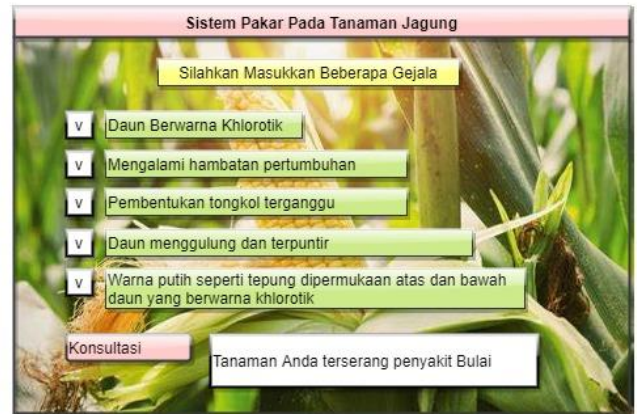 Sistem Pakar Pada Tanaman Jagung
Silahkan Masukkan Beberapa Gejala
v Daun Berwarna Khlorotik
v Mengalami hambatan pertumbuhan
v Pembentukan tongkol terganggu
v Daun menggulung dan terpuntir
v Warna putih seperti tepung dipermukaan atas dan bawah
daun yang berwarna khlorotik
Konsultasi
Tanaman Anda terserang penyakit Bulai